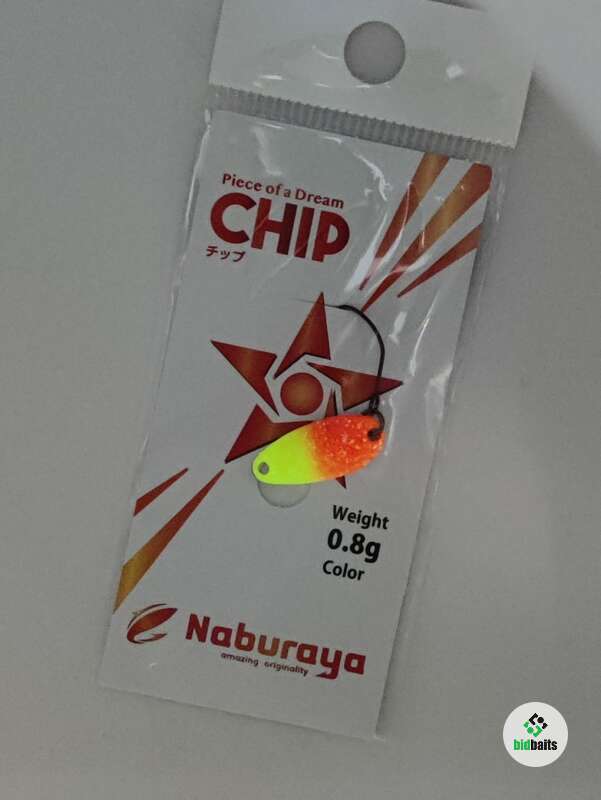 Piece of a Dream
CHIP
チップ
Weight
0.8g
Color
Naburaya
amazing originality
bidbaits